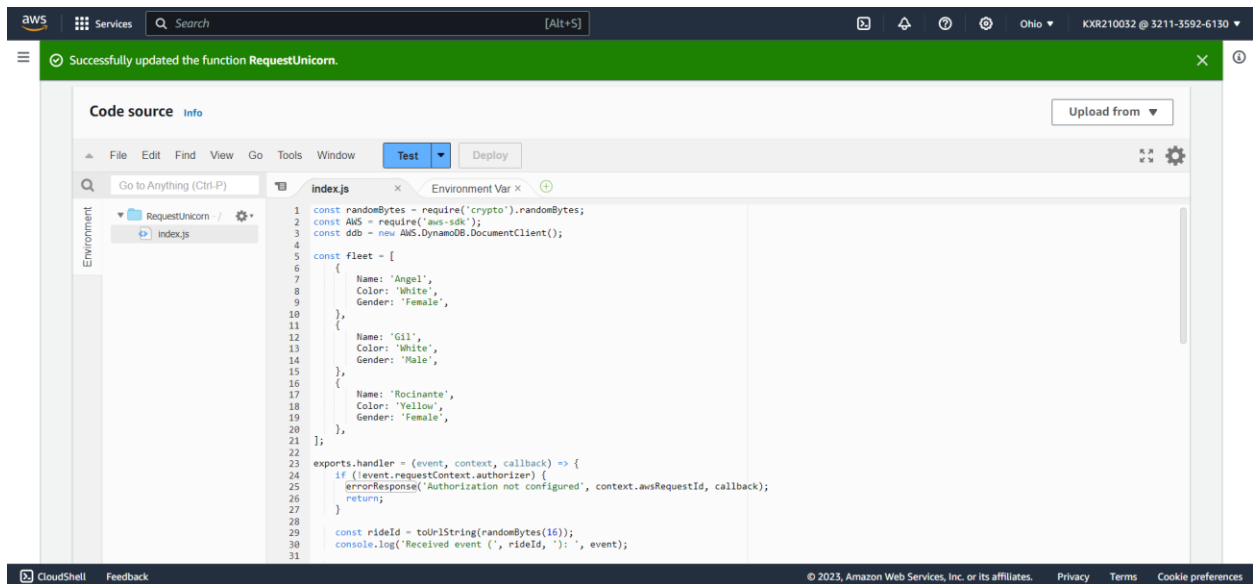 aws Services Search [Alt+S] Ohio ▼ KXR210032 @ 3211-3592-6130 ▼
Successfully updated the function RequestUnicorn.
Code source Info
Upload from ▼
File Edit Find View Go Tools Window Test Deploy
Go to Anything (Ctrl-P)
index.js × Environment Var ×
Environment
RequestUnicorn - /
index.js
1 const randomBytes = require('crypto').randomBytes;
2 const AWS = require('aws-sdk');
3 const ddb = new AWS.DynamoDB.DocumentClient();
4
5 const fleet = [
6 {
7 Name: 'Angel',
8 Color: 'White',
9 Gender: 'Female',
10 },
11 {
12 Name: 'Gil',
13 Color: 'White',
14 Gender: 'Male',
15 },
16 {
17 Name: 'Rocinante',
18 Color: 'Yellow',
19 Gender: 'Female',
20 },
21 ];
22
23 exports.handler = (event, context, callback) => {
24 if (!event.requestContext.authorizer) {
25 errorResponse('Authorization not configured', context.awsRequestId, callback);
26 return;
27 }
28
29 const rideId = toUrlString(randomBytes(16));
30 console.log('Received event (', rideId, '): ', event);
31
CloudShell Feedback © 2023, Amazon Web Services, Inc. or its affiliates. Privacy Terms Cookie preferences